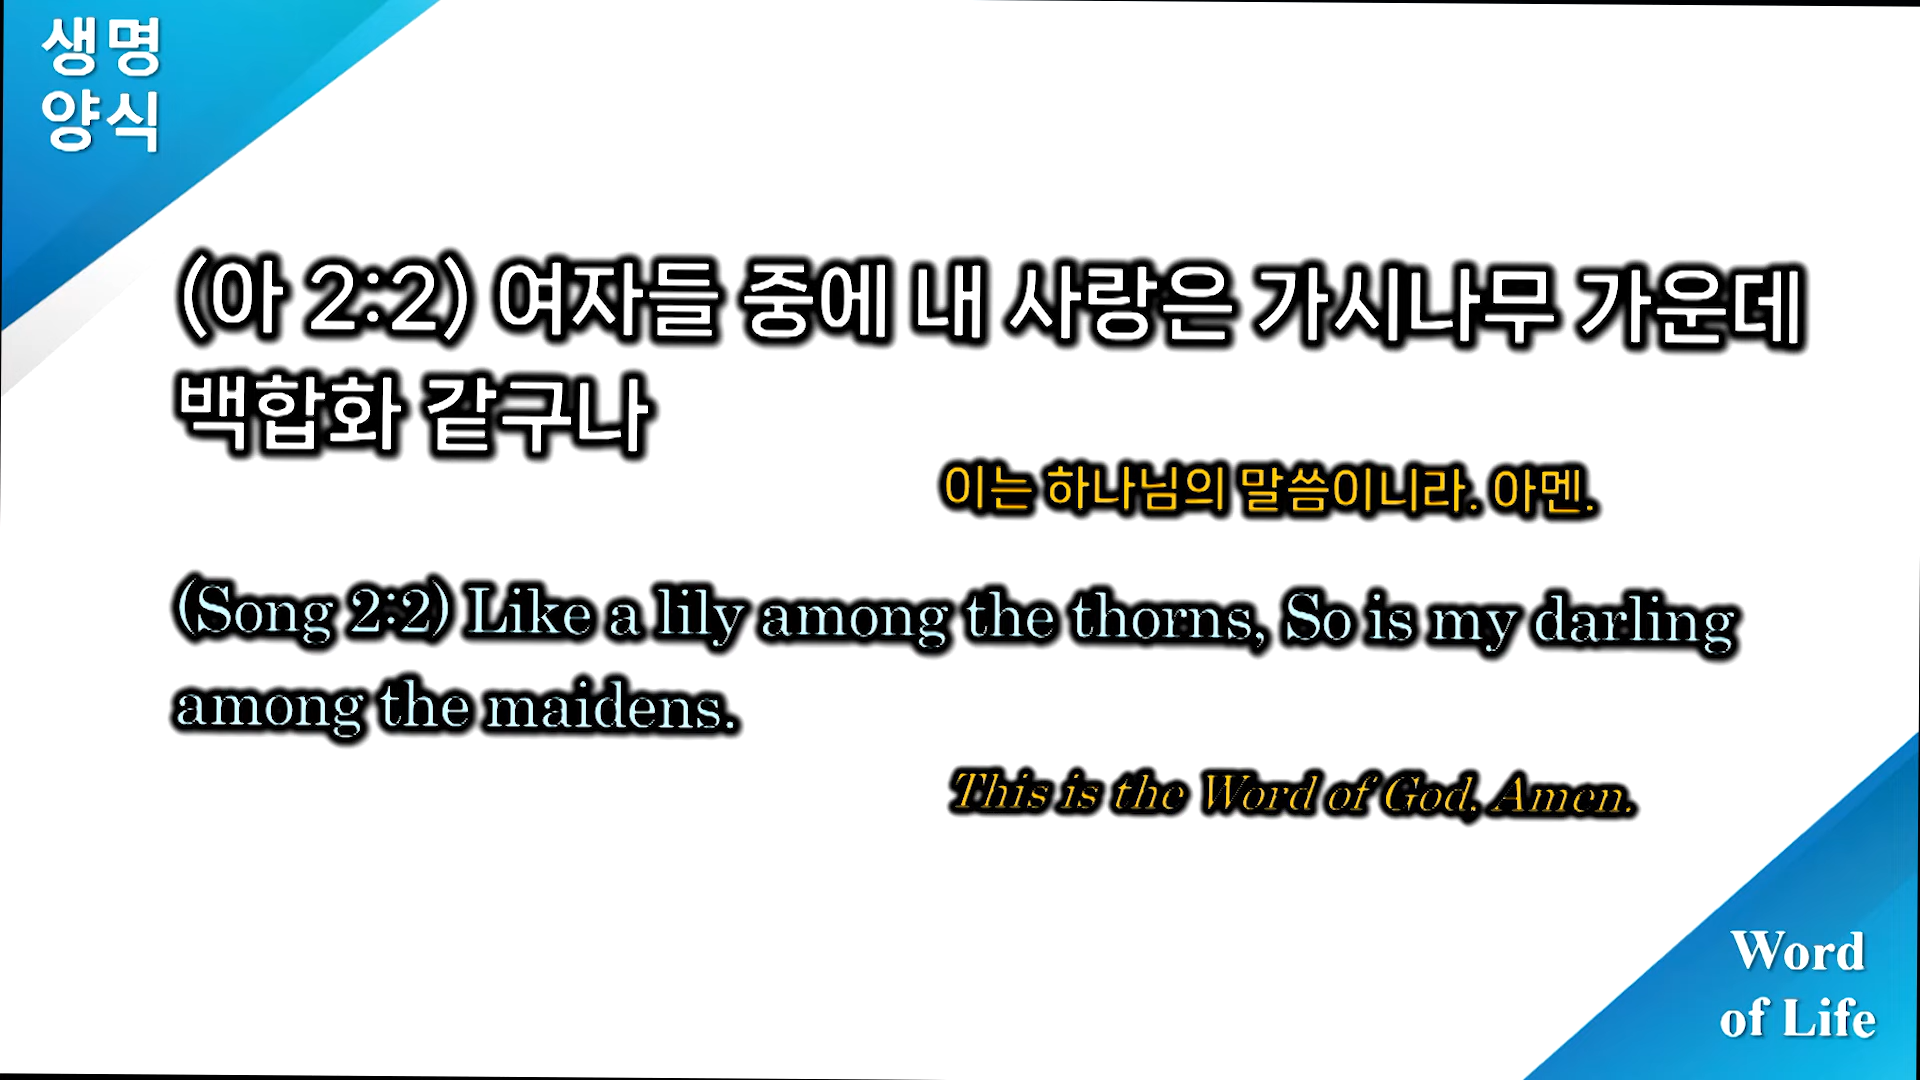 생명
양식
(아 2:2) 여자들 중에 내 사랑은 가시나무 가운데
백합화 같구나
이는 하나님의 말씀이니라. 아멘.
(Song 2:2) Like a lily among the thorns, So is my darling
among the maidens.
This is the Word of God, Amen.
Word
of Life